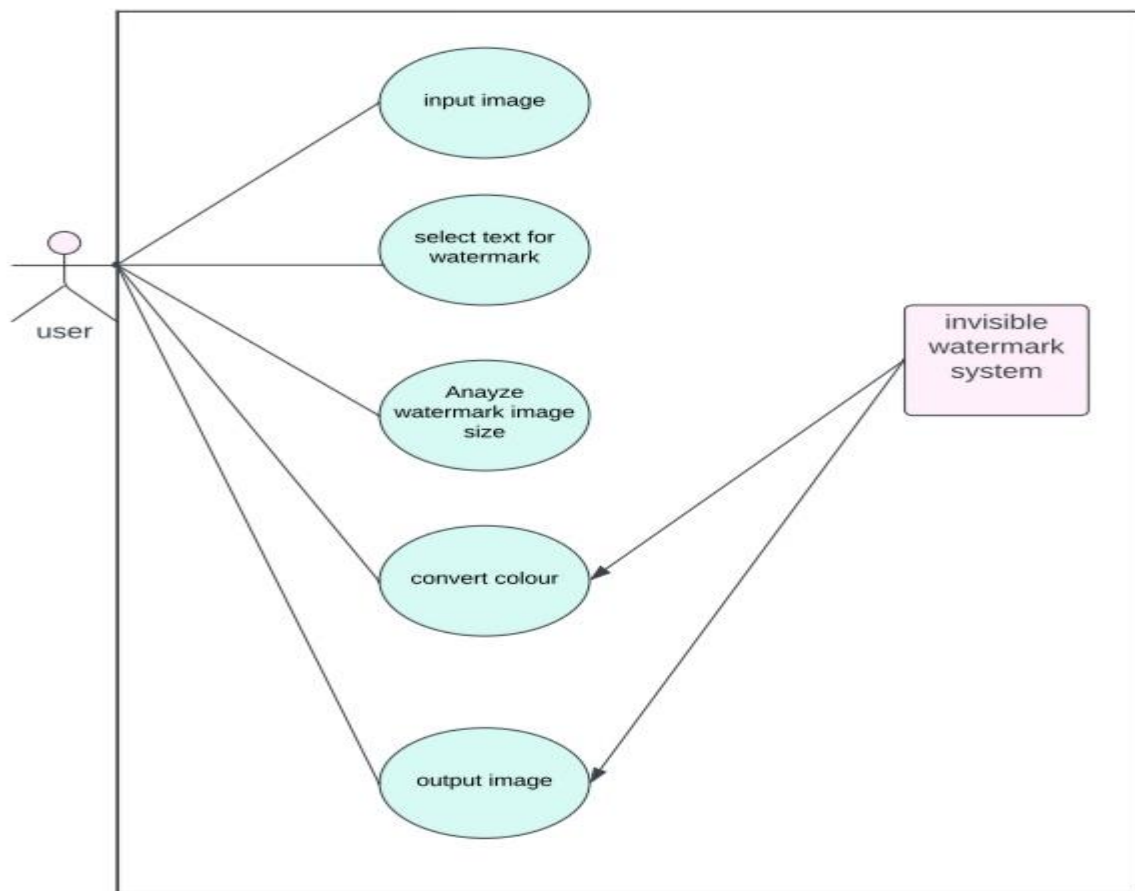 input image
select text for
watermark
user
invisible
watermark
system
Anayze
watermark image
size
convert colour
output image